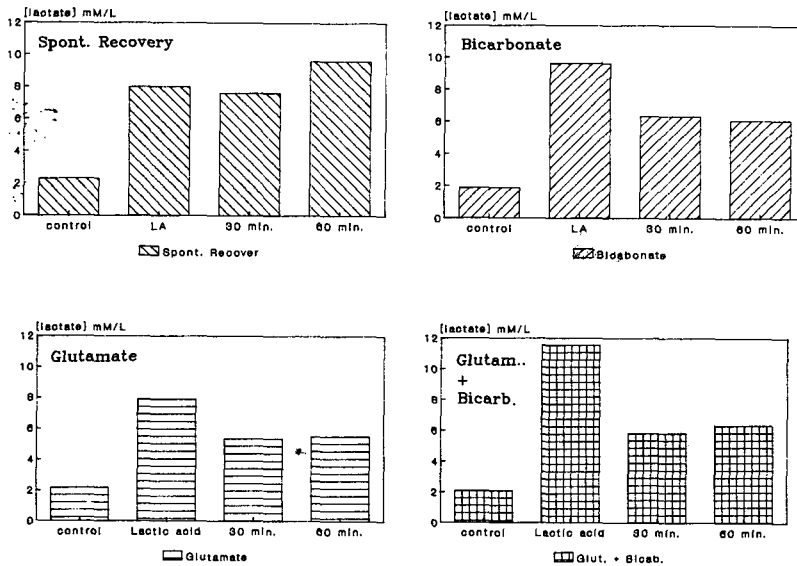 [lactate] mM/L
Spont. Recovery
12
10
8
6
4
2
0
control LA 30 min. 60 min.
Spont. Recover
[lactate] mM/L
Bicarbonate
12
10
8
6
4
2
0
control LA 30 min. 60 min.
Bicabonate
[lactate] mM/L
Glutamate
12
10
8
6
4
2
0
control Lactic acid 30 min. 60 min.
Glutamate
[lactate] mM/L
Glutam..
+
Bicarb.
12
10
8
6
4
2
0
control Lactic acid 30 min. 60 min.
Glut. + Bicab.